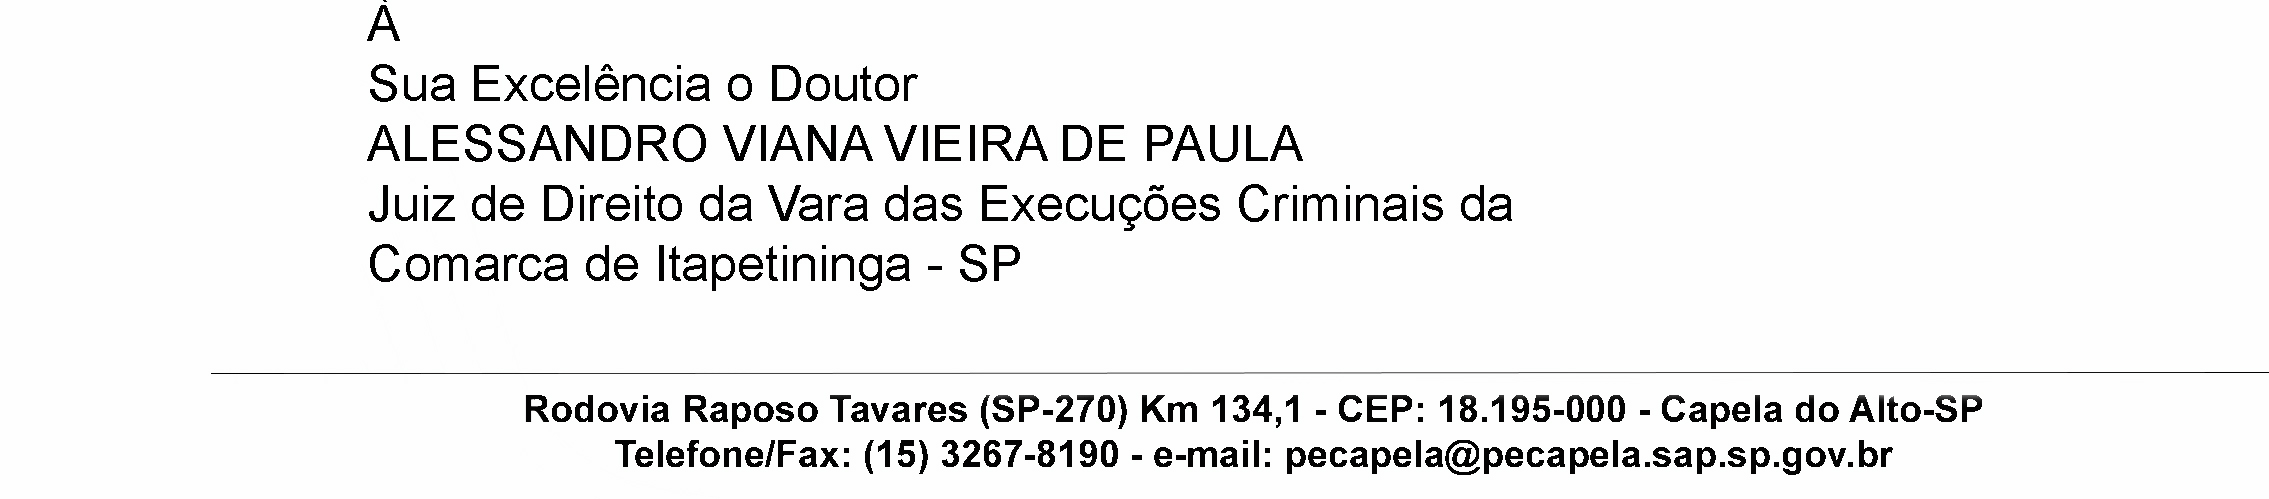 À
Sua Excelência o Doutor
ALESSANDRO VIANA VIEIRA DE PAULA
Juiz de Direito da Vara das Execuções Criminais da
Comarca de Itapetininga - SP
Rodovia Raposo Tavares (SP-270) Km 134,1 - CEP: 18.195-000 - Capela do Alto-SP
Telefone/Fax: (15) 3267-8190 - e-mail: pecapela@pecapela.sap.sp.gov.br